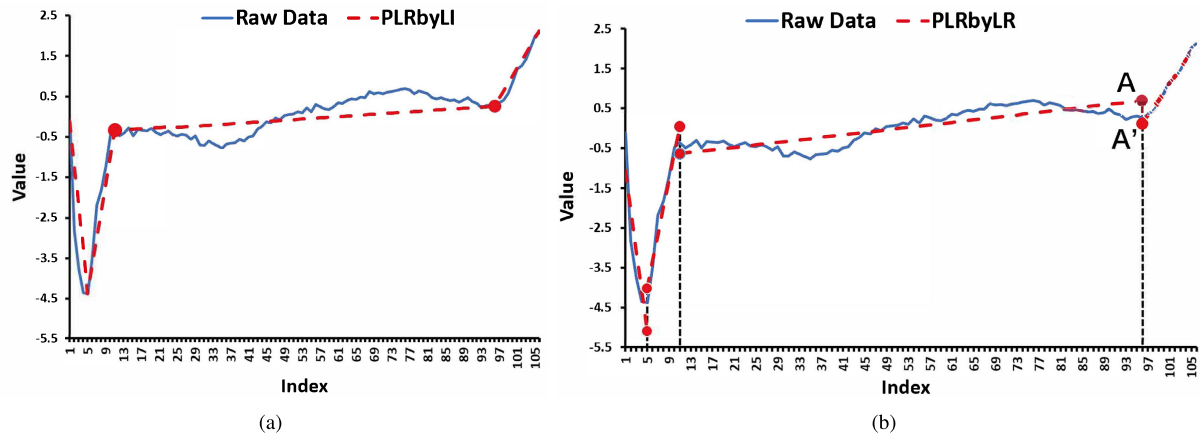 Raw Data PLRbyLI
2.5
1.5
0.5
-0.5
-1.5
-2.5
-3.5
-4.5
-5.5
Value
1 5 9 13 17 21 25 29 33 37 41 45 49 53 57 61 65 69 73 77 81 85 89 93 97 101 105
Index
(a)
Raw Data PLRbyLR
2.5
1.5
0.5
-0.5
-1.5
-2.5
-3.5
-4.5
-5.5
Value
A
A'
1 5 9 13 17 21 25 29 33 37 41 45 49 53 57 61 65 69 73 77 81 85 89 93 97 101 105
Index
(b)